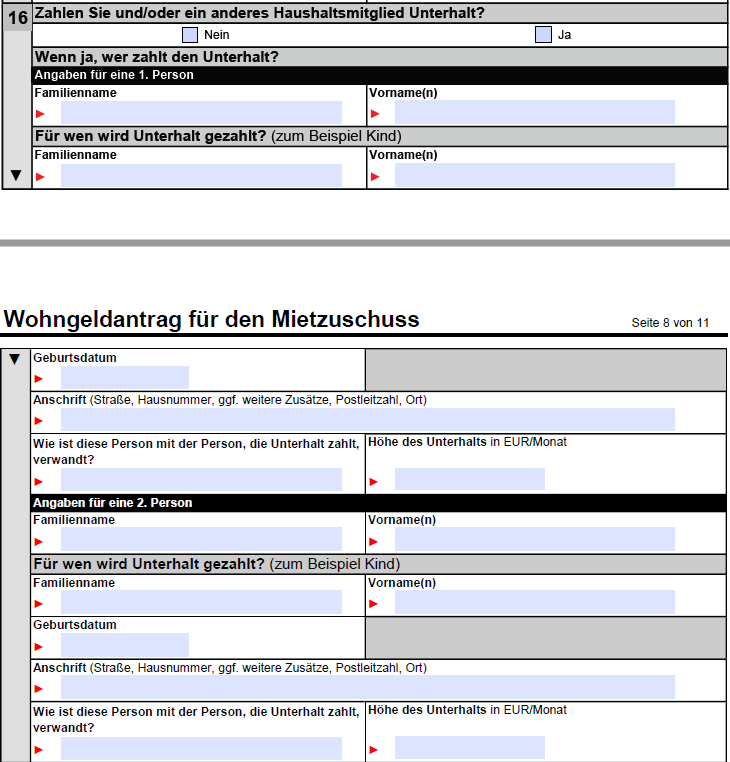 16 Zahlen Sie und/oder ein anderes Haushaltsmitglied Unterhalt?
Nein Ja
Wenn ja, wer zahlt den Unterhalt?
Angaben für eine 1. Person
Familienname Vorname(n)
Für wen wird Unterhalt gezahlt? (zum Beispiel Kind)
Familienname Vorname(n)
Wohngeldantrag für den Mietzuschuss Seite 8 von 11
Geburtsdatum
Anschrift (Straße, Hausnummer, ggf. weitere Zusätze, Postleitzahl, Ort)
Wie ist diese Person mit der Person, die Unterhalt zahlt, Höhe des Unterhalts in EUR/Monat
verwandt?
Angaben für eine 2. Person
Familienname Vorname(n)
Für wen wird Unterhalt gezahlt? (zum Beispiel Kind)
Familienname Vorname(n)
Geburtsdatum
Anschrift (Straße, Hausnummer, ggf. weitere Zusätze, Postleitzahl, Ort)
Wie ist diese Person mit der Person, die Unterhalt zahlt, Höhe des Unterhalts in EUR/Monat
verwandt?